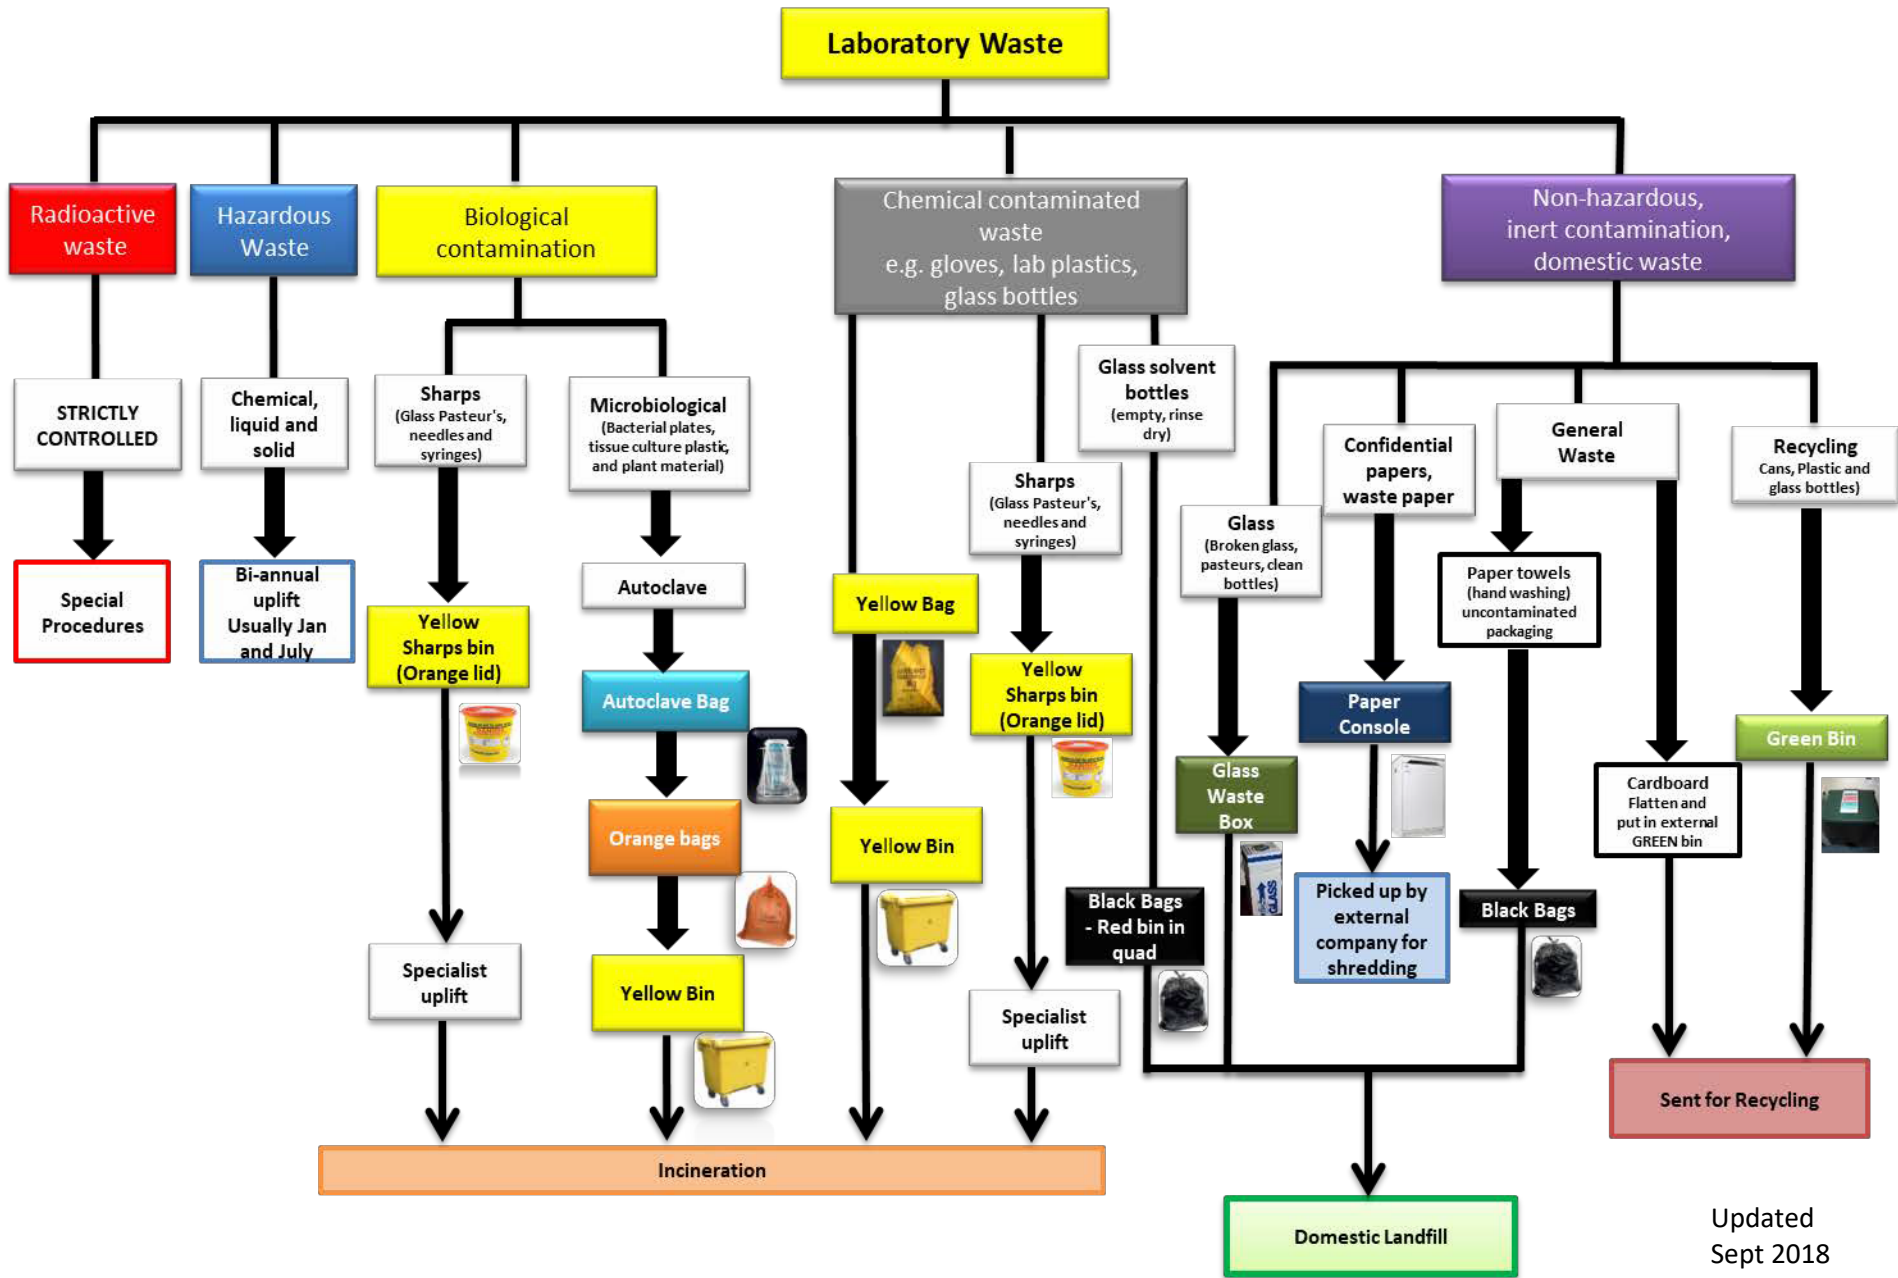 Laboratory Waste
Radioactive
waste
Hazardous
Waste
Biological
contamination
Chemical contaminated
waste
e.g. gloves, lab plastics,
glass bottles
Non-hazardous,
inert contamination,
domestic waste
STRICTLY
CONTROLLED
Special
Procedures
Chemical,
liquid and
solid
Bi-annual
uplift
Usually Jan
and July
Sharps
(Glass Pasteur's,
needles and
syringes)
Yellow
Sharps bin
(Orange lid)
Specialist
uplift
Microbiological
(Bacterial plates,
tissue culture plastic,
and plant material)
Autoclave
Autoclave Bag
Orange bags
Yellow Bin
Yellow Bag
Yellow Bin
Sharps
(Glass Pasteur's,
needles and
syringes)
Yellow
Sharps bin
(Orange lid)
Specialist
uplift
Glass solvent
bottles
(empty, rinse
dry)
Black Bags
- Red bin in
quad
Glass
(Broken glass,
pasteurs, clean
bottles)
Glass
Waste
Box
GLASS
Confidential
papers,
waste paper
Paper
Console
Picked up by
external
company for
shredding
General
Waste
Paper towels
(hand washing)
uncontaminated
packaging
Black Bags
Cardboard
Flatten and
put in external
GREEN bin
Recycling
Cans, Plastic and
glass bottles)
Green Bin
Incineration
Domestic Landfill
Sent for Recycling
Updated
Sept 2018